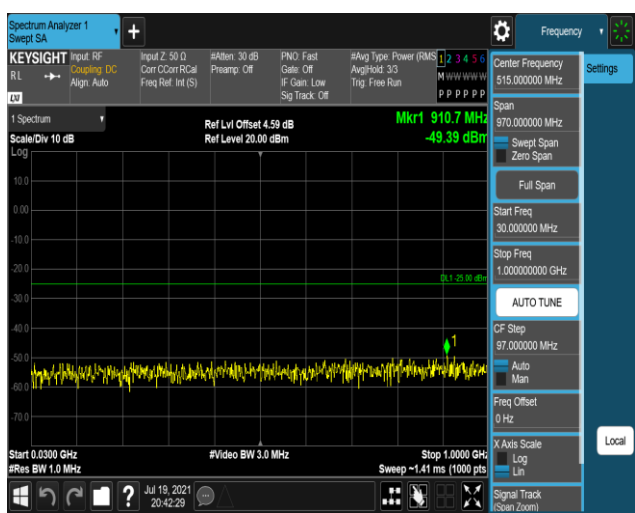 Spectrum Analyzer 1
Swept SA
+
Frequency
KEYSIGHT
RL
LXI
Input: RF
Coupling: DC
Align: Auto
Input Z: 50 Ω
Corr CCorr RCal
Freq Ref: Int (S)
#Atten: 30 dB
Preamp: Off
PNO: Fast
Gate: Off
IF Gain: Low
Sig Track: Off
#Avg Type: Power (RMS
Avg|Hold: 3/3
Trig: Free Run
1 2 3 4 5 6
M W W W W W
P P P P P P
1 Spectrum
Scale/Div 10 dB
Log
Ref Lvl Offset 4.59 dB
Ref Level 20.00 dBm
Mkr1 910.7 MHz
-49.39 dBm
10.0
0.00
-10.0
-20.0
-30.0
-40.0
-50.0
-60.0
-70.0
DL1 -25.00 dBm
1
Start 0.0300 GHz
#Res BW 1.0 MHz
#Video BW 3.0 MHz
Stop 1.0000 GHz
Sweep ~1.41 ms (1000 pts
?
Jul 19, 2021
20:42:29
Center Frequency
515.000000 MHz
Span
970.000000 MHz
Swept Span
Zero Span
Full Span
Start Freq
30.000000 MHz
Stop Freq
1.000000000 GHz
AUTO TUNE
CF Step
97.000000 MHz
Auto
Man
Freq Offset
0 Hz
X Axis Scale
Log
Lin
Signal Track
(Span Zoom)
Settings
Local